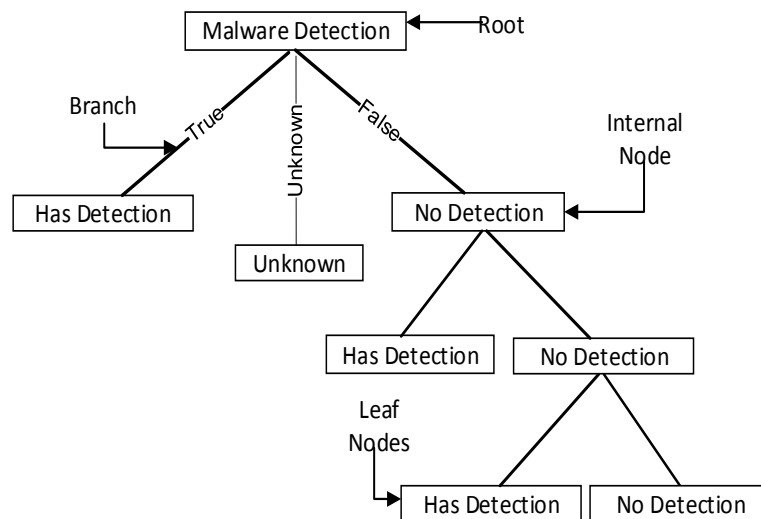 Malware Detection
Root
Branch
True
Unknown
False
Internal
Node
Has Detection
No Detection
Unknown
Has Detection
No Detection
Leaf
Nodes
Has Detection
No Detection